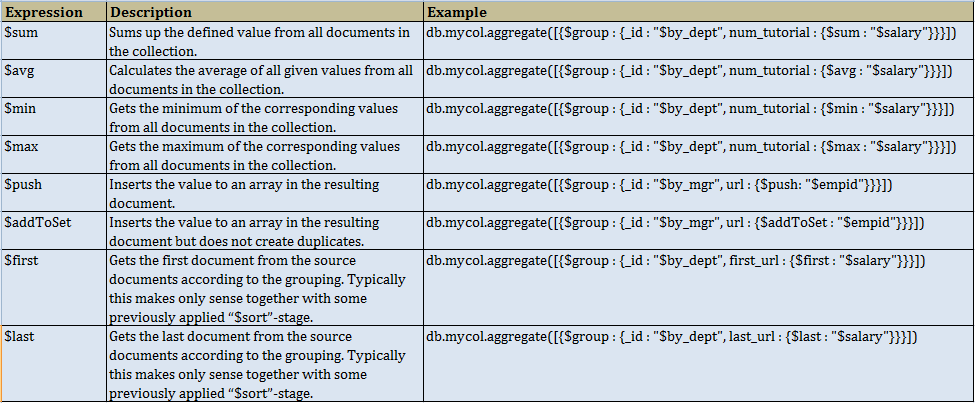 Expression Description Example
$sum Sums up the defined value from all documents in db.mycol.aggregate([{$group : {_id : "$by_dept", num_tutorial : {$sum : "$salary"}}}])
the collection.
$avg Calculates the average of all given values from all db.mycol.aggregate([{$group : {_id : "$by_dept", num_tutorial : {$avg : "$salary"}}}])
documents in the collection.
$min Gets the minimum of the corresponding values db.mycol.aggregate([{$group : {_id : "$by_dept", num_tutorial : {$min : "$salary"}}}])
from all documents in the collection.
$max Gets the maximum of the corresponding values db.mycol.aggregate([{$group : {_id : "$by_dept", num_tutorial : {$max : "$salary"}}}])
from all documents in the collection.
$push Inserts the value to an array in the resulting db.mycol.aggregate([{$group : {_id : "$by_mgr", url : {$push: "$empid"}}}])
document.
$addToSet Inserts the value to an array in the resulting db.mycol.aggregate([{$group : {_id : "$by_mgr", url : {$addToSet : "$empid"}}}])
document but does not create duplicates.
$first Gets the first document from the source db.mycol.aggregate([{$group : {_id : "$by_dept", first_url : {$first : "$salary"}}}])
documents according to the grouping. Typically
this makes only sense together with some
previously applied “$sort”-stage.
$last Gets the last document from the source db.mycol.aggregate([{$group : {_id : "$by_dept", last_url : {$last : "$salary"}}}])
documents according to the grouping. Typically
this makes only sense together with some
previously applied “$sort”-stage.